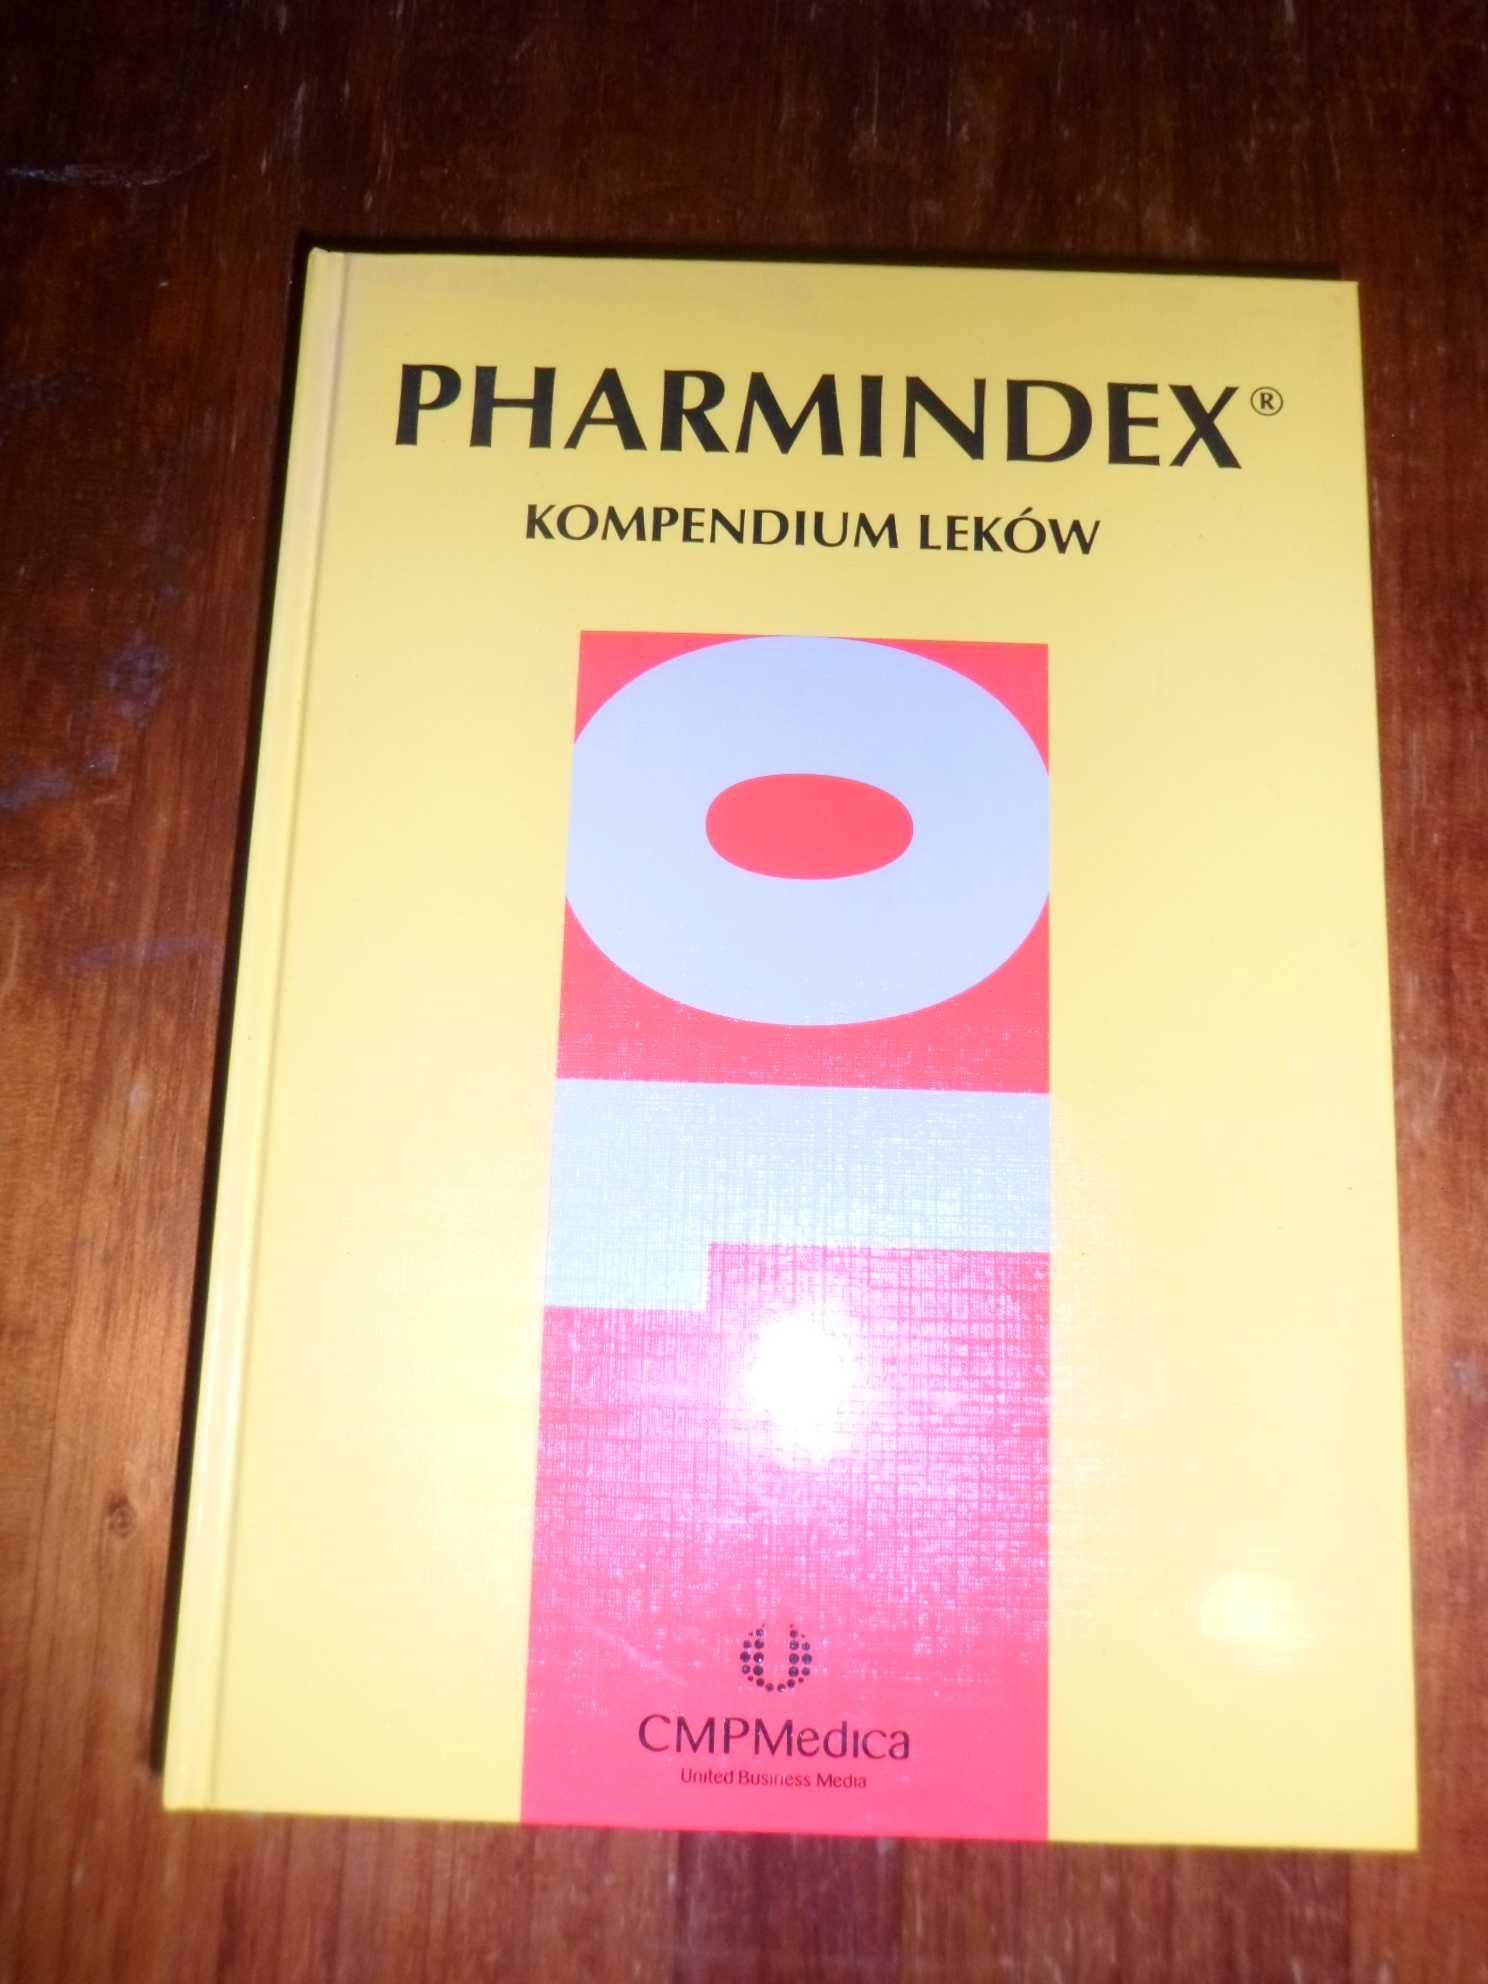 PHARMINDEX®
KOMPENDIUM LEKÓW
CMPMedica
United Business Media